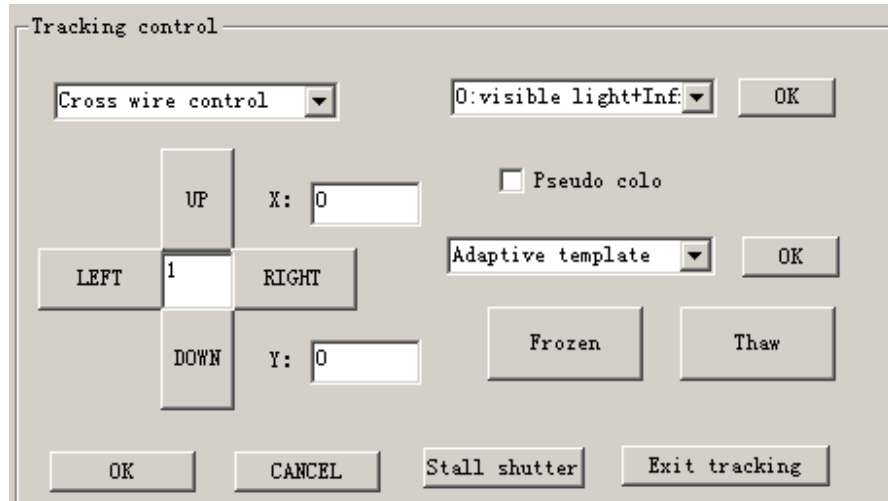 Tracking control
Cross wire control
0:visible light+Inf
OK
UP
X: 0
Pseudo colo
LEFT
1
RIGHT
Adaptive template
OK
DOWN
Y: 0
Frozen
Thaw
OK
CANCEL
Stall shutter
Exit tracking